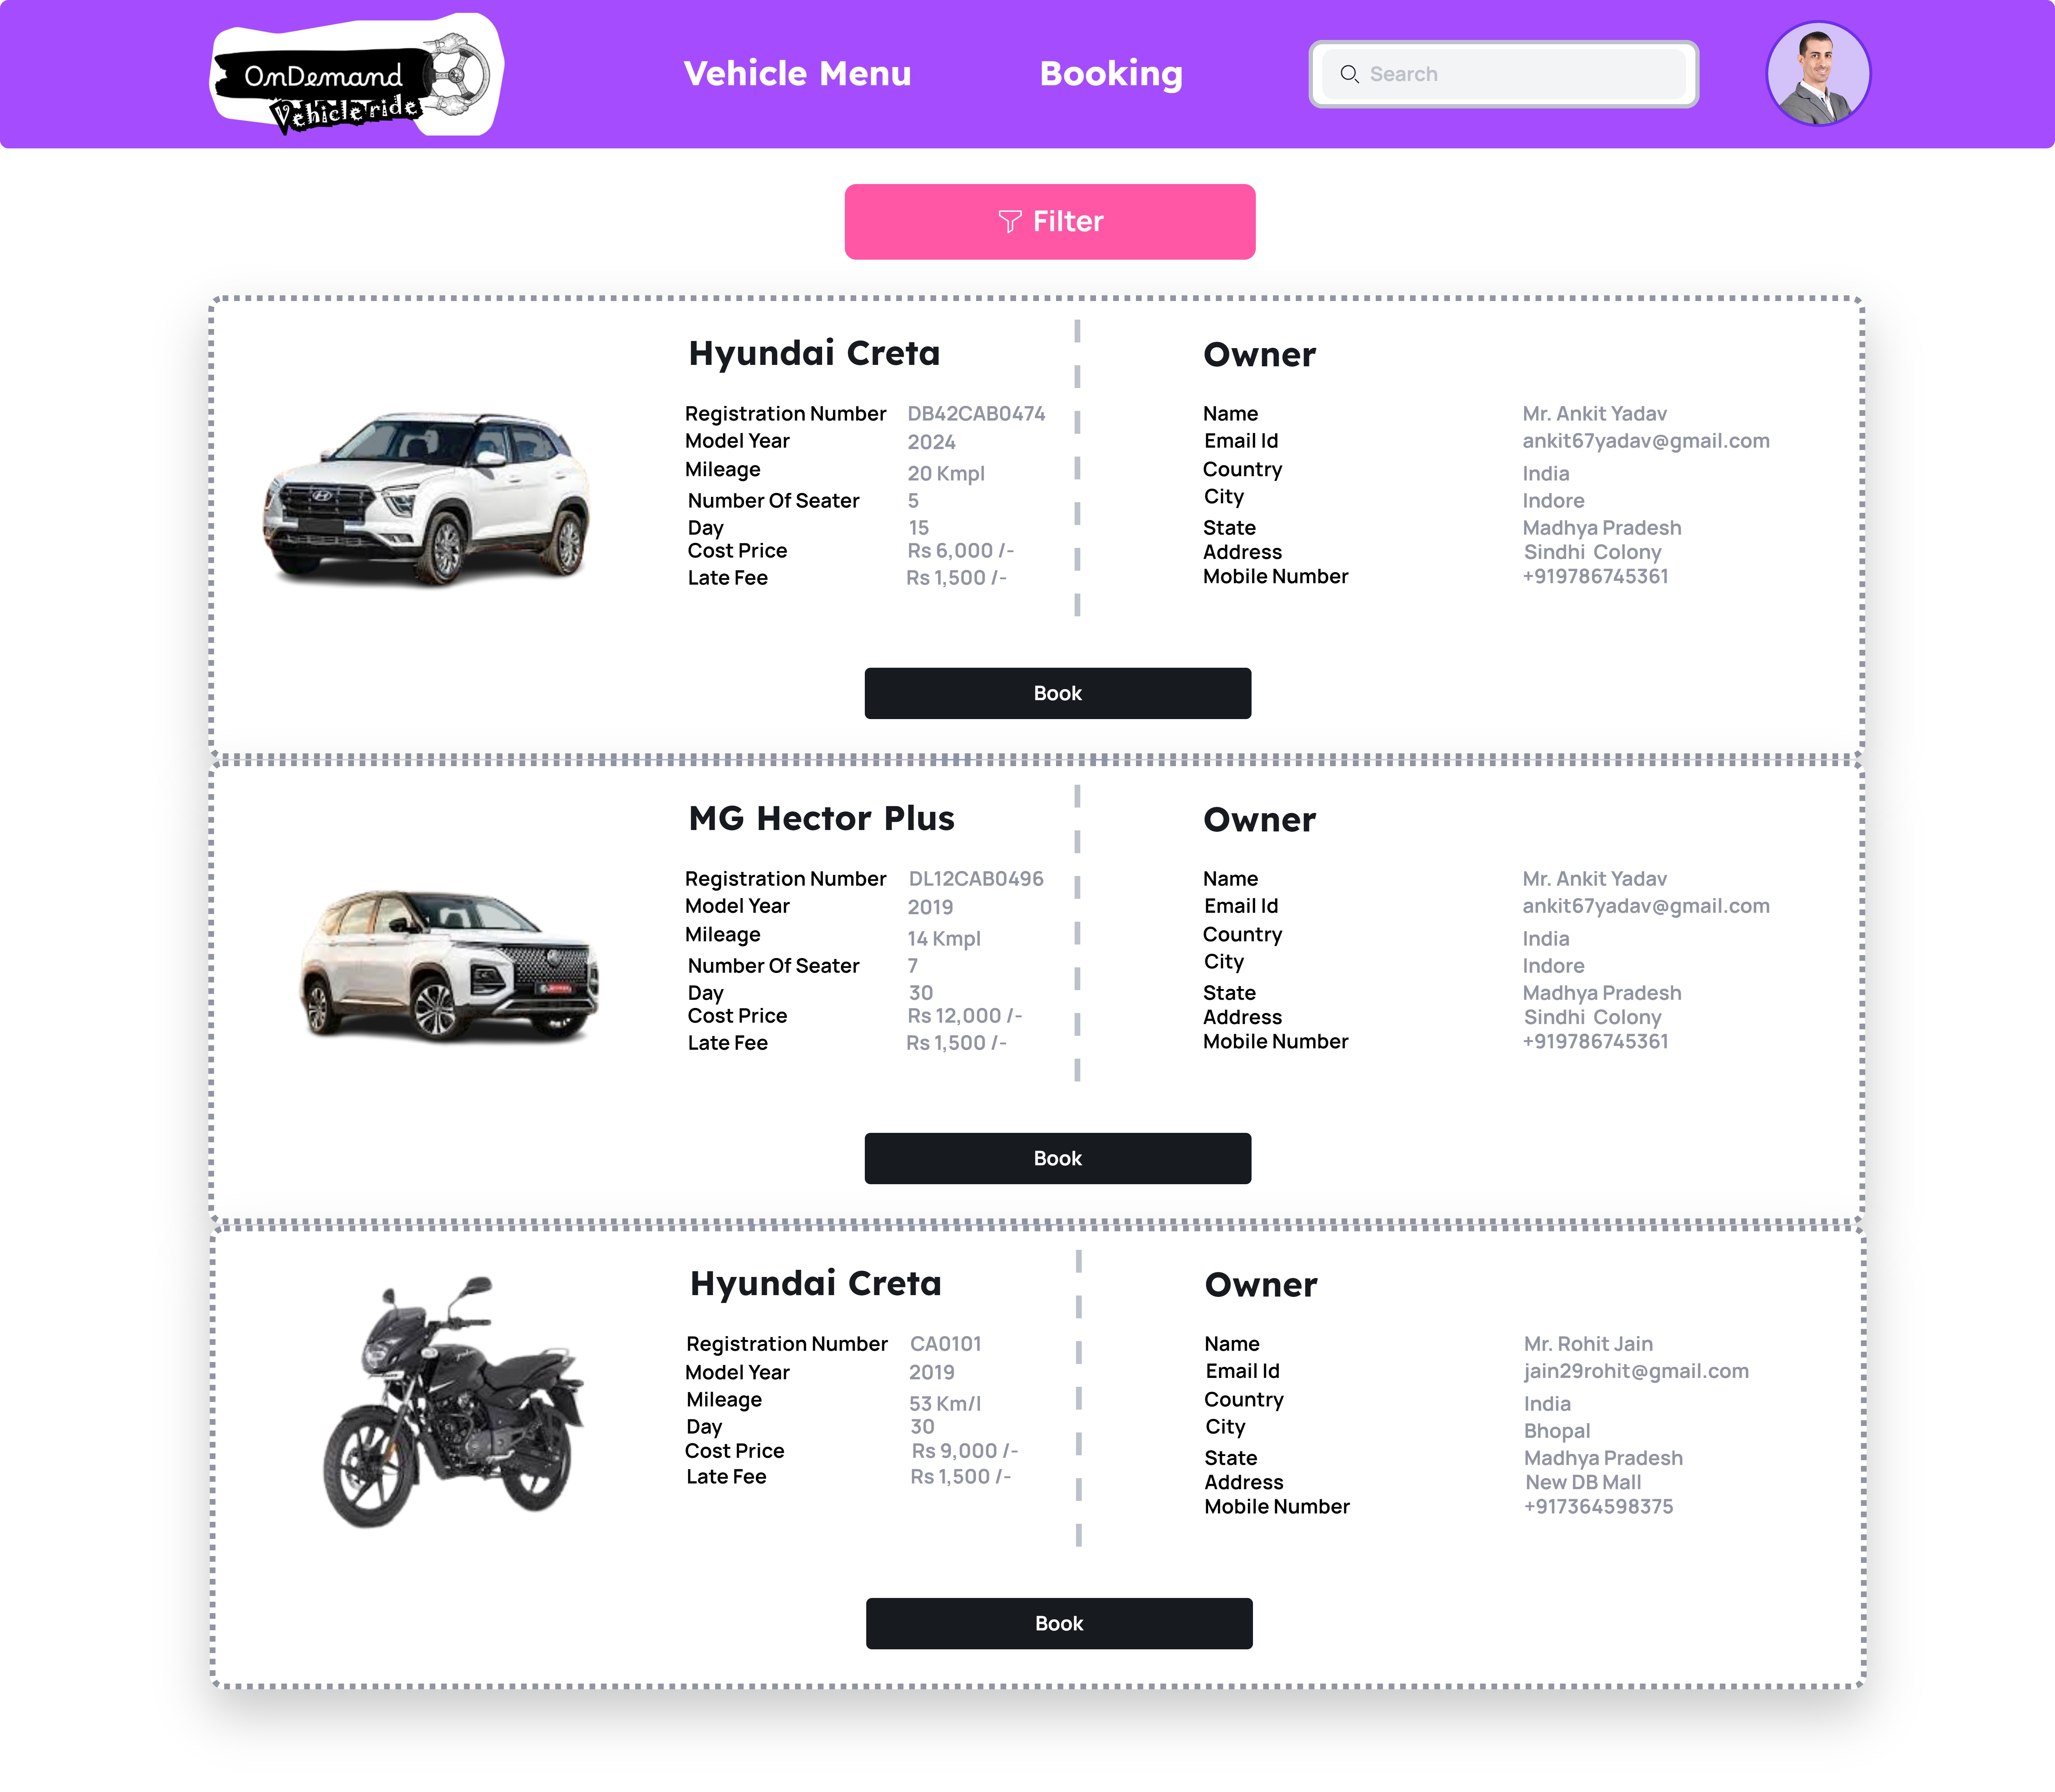 OnDemand
Vehicle ride
Vehicle Menu
Booking
Search
Filter
Hyundai Creta
Registration Number DB42CAB0474
Model Year 2024
Mileage 20 Kmpl
Number Of Seater 5
Day 15
Cost Price Rs 6,000 /-
Late Fee Rs 1,500 /-
Owner
Name Mr. Ankit Yadav
Email Id ankit67yadav@gmail.com
Country India
City Indore
State Madhya Pradesh
Address Sindhi Colony
Mobile Number +919786745361
Book
MG Hector Plus
Registration Number DL12CAB0496
Model Year 2019
Mileage 14 Kmpl
Number Of Seater 7
Day 30
Cost Price Rs 12,000 /-
Late Fee Rs 1,500 /-
Owner
Name Mr. Ankit Yadav
Email Id ankit67yadav@gmail.com
Country India
City Indore
State Madhya Pradesh
Address Sindhi Colony
Mobile Number +919786745361
Book
Hyundai Creta
Registration Number CA0101
Model Year 2019
Mileage 53 Km/l
Day 30
Cost Price Rs 9,000 /-
Late Fee Rs 1,500 /-
Owner
Name Mr. Rohit Jain
Email Id jain29rohit@gmail.com
Country India
City Bhopal
State Madhya Pradesh
Address New DB Mall
Mobile Number +917364598375
Book